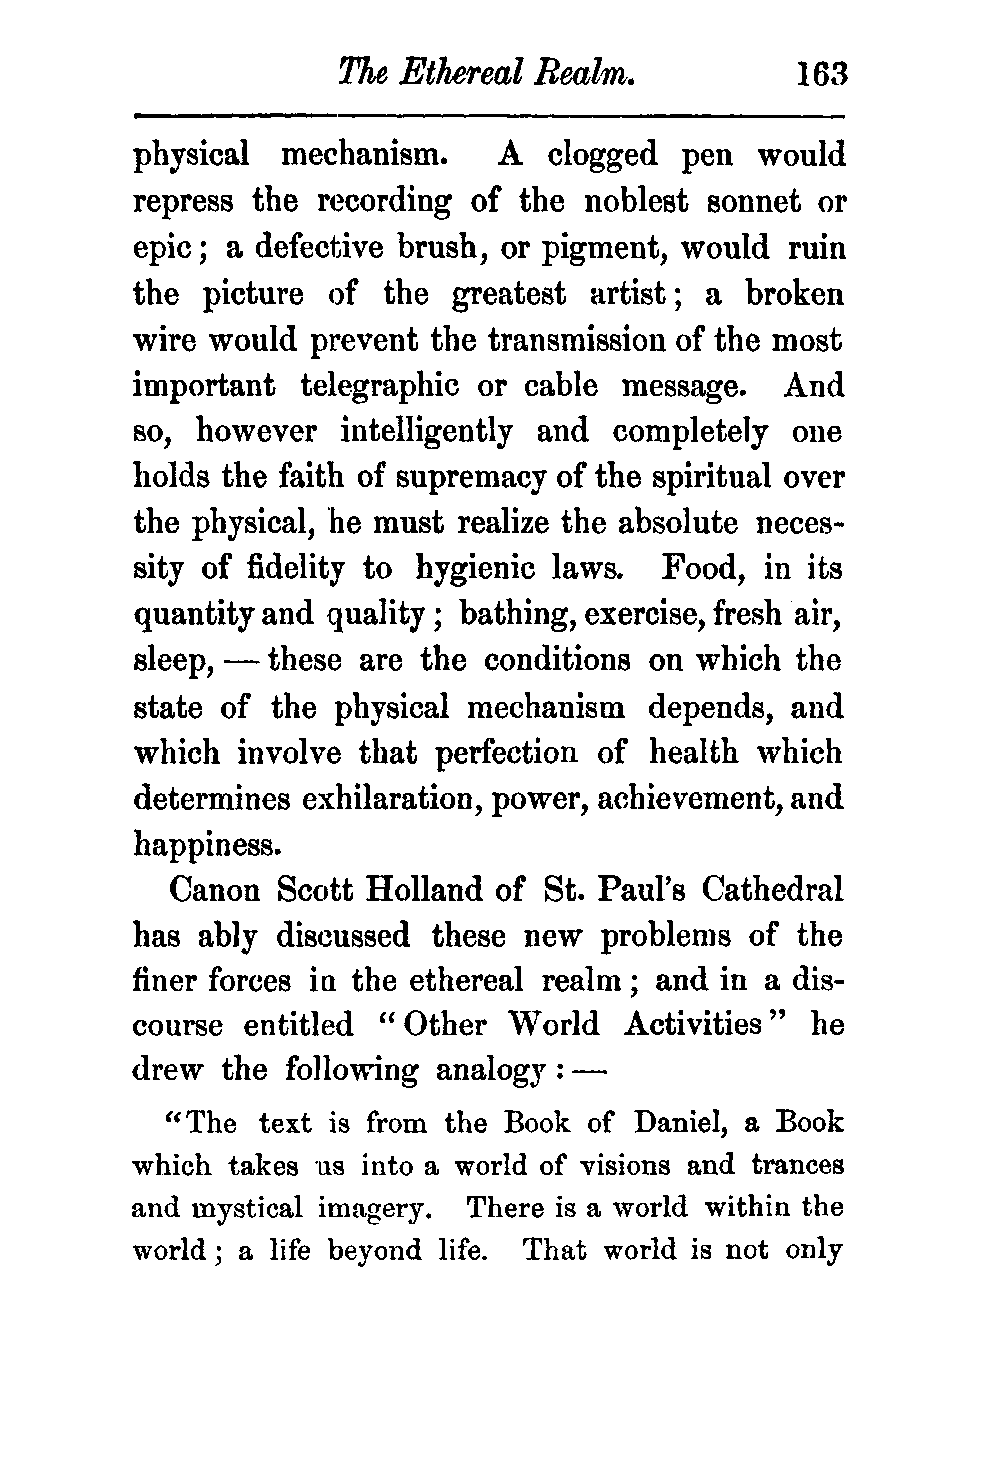 The Ethereal Realm. 163
physical mechanism. A clogged pen would
repress the recording of the noblest sonnet or
epic; a defective brush, or pigment, would ruin
the picture of the greatest artist; a broken
wire would prevent the transmission of the most
important telegraphic or cable message. And
so, however intelligently and completely one
holds the faith of supremacy of the spiritual over
the physical, he must realize the absolute neces-
sity of fidelity to hygienic laws. Food, in its
quantity and quality; bathing, exercise, fresh air,
sleep, — these are the conditions on which the
state of the physical mechanism depends, and
which involve that perfection of health which
determines exhilaration, power, achievement, and
happiness.
Canon Scott Holland of St. Paul's Cathedral
has ably discussed these new problems of the
finer forces in the ethereal realm; and in a dis-
course entitled "Other World Activities" he
drew the following analogy: —
"The text is from the Book of Daniel, a Book
which takes us into a world of visions and trances
and mystical imagery. There is a world within the
world; a life beyond life. That world is not only